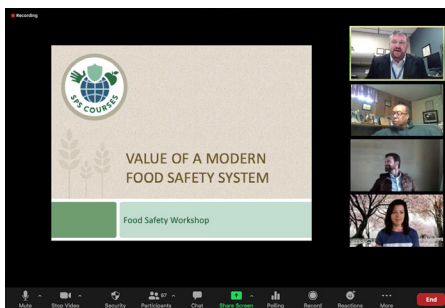 Recording
SPS COURSES
VALUE OF A MODERN
FOOD SAFETY SYSTEM
Food Safety Workshop
Mute
Stop Video
Security
Participants
97
Chat
Share Screen
Polling
Record
Reactions
More
End